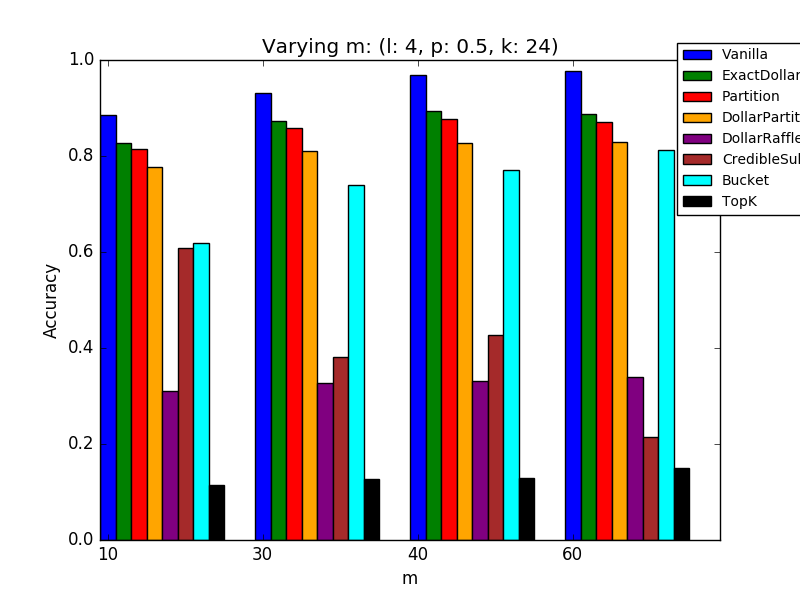 Varying m: (l: 4, p: 0.5, k: 24)
Vanilla
ExactDollar
Partition
DollarPartit
DollarRaffle
CredibleSu
Bucket
TopK
1.0
0.8
0.6
0.4
0.2
0.0
Accuracy
10 30 40 60
m